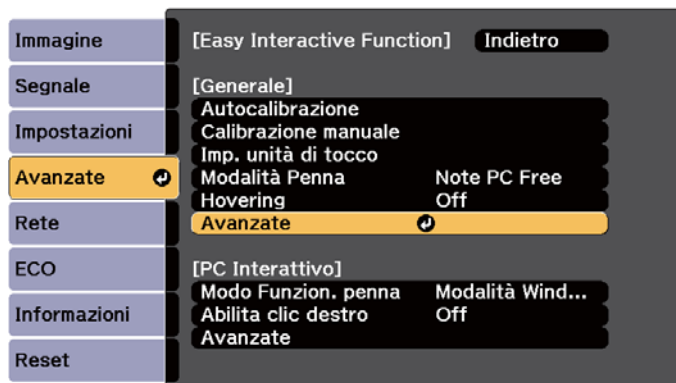 Immagine
Segnale
Impostazioni
Avanzate
Rete
ECO
Informazioni
Reset
[Easy Interactive Function] Indietro
[Generale]
Autocalibrazione
Calibrazione manuale
Imp. unità di tocco
Modalità Penna Note PC Free
Hovering Off
Avanzate
[PC Interattivo]
Modo Funzion. penna Modalità Wind...
Abilita clic destro Off
Avanzate